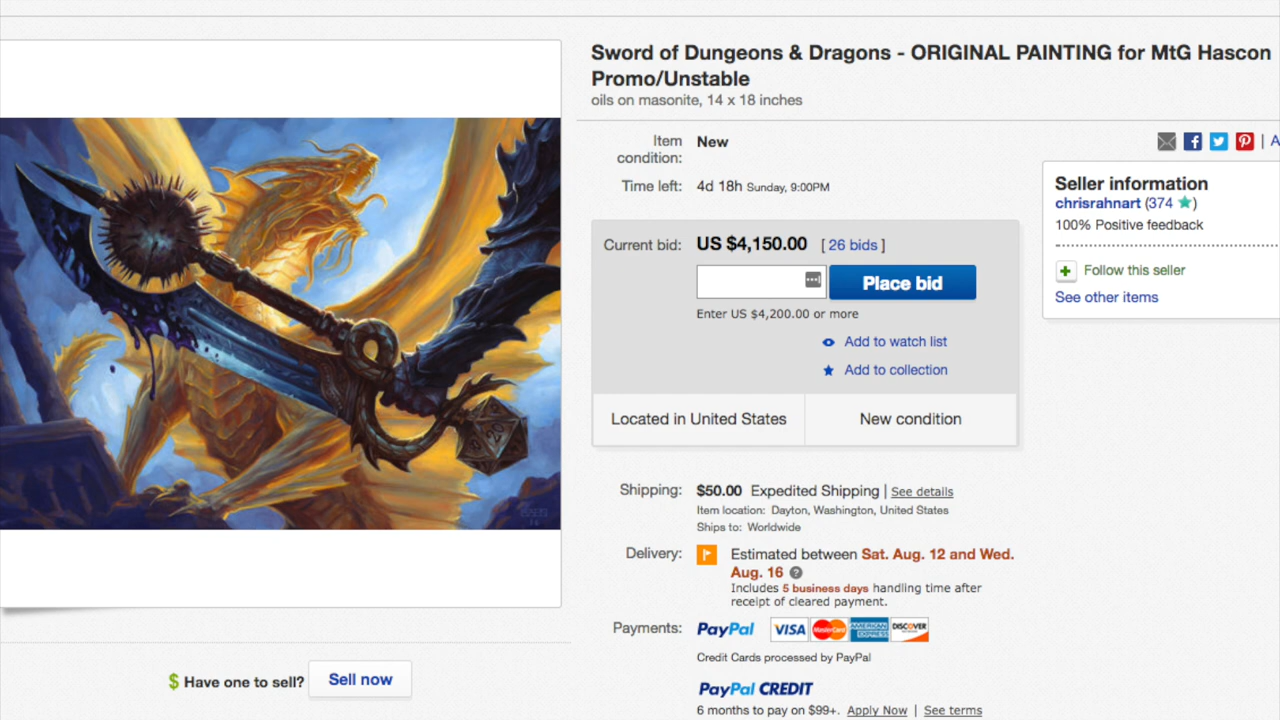 Sword of Dungeons & Dragons - ORIGINAL PAINTING for MtG Hascon
Promo/Unstable
oils on masonite, 14 x 18 inches
Item
condition:
New
Time left:
4d 18h Sunday, 9:00PM
Current bid:
US $4,150.00 [ 26 bids ]
Place bid
Enter US $4,200.00 or more
Add to watch list
Add to collection
Located in United States
New condition
| A
Seller information
chrisrahnart (374 ★)
100% Positive feedback
Follow this seller
See other items
20
Shipping:
$50.00 Expedited Shipping | See details
Item location: Dayton, Washington, United States
Ships to: Worldwide
Delivery:
Estimated between Sat. Aug. 12 and Wed.
Aug. 16 ?
Includes 5 business days handling time after
receipt of cleared payment.
Payments:
PayPal VISA MasterCard AMERICAN EXPRESS DISCOVER
Credit Cards processed by PayPal
PayPal CREDIT
6 months to pay on $99+. Apply Now | See terms
$ Have one to sell? Sell now